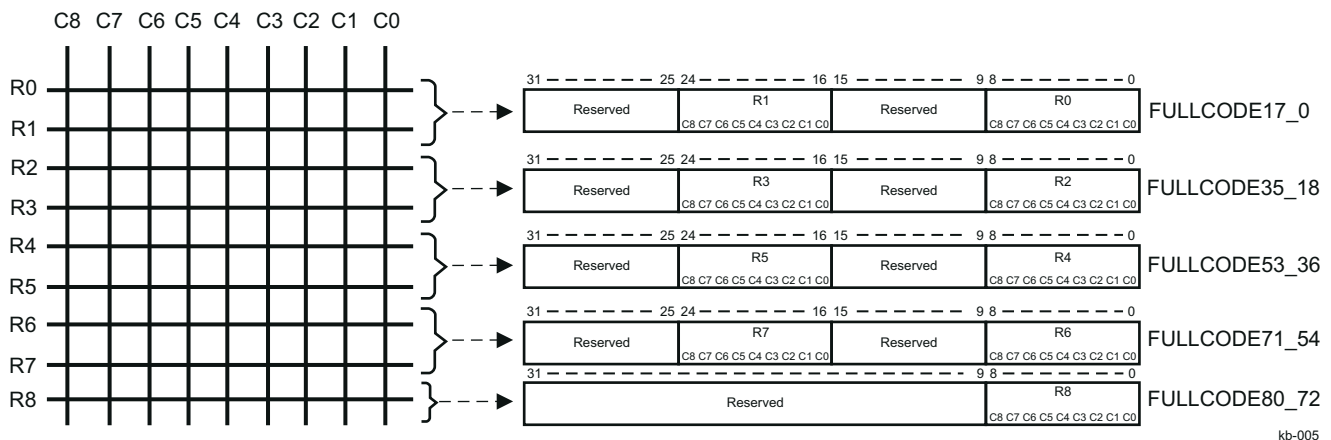 C8 C7 C6 C5 C4 C3 C2 C1 C0
R0
R1
R2
R3
R4
R5
R6
R7
R8
31 25 24 16 15 9 8 0
Reserved R1 Reserved R0
C8 C7 C6 C5 C4 C3 C2 C1 C0 C8 C7 C6 C5 C4 C3 C2 C1 C0
FULLCODE17_0
31 25 24 16 15 9 8 0
Reserved R3 Reserved R2
C8 C7 C6 C5 C4 C3 C2 C1 C0 C8 C7 C6 C5 C4 C3 C2 C1 C0
FULLCODE35_18
31 25 24 16 15 9 8 0
Reserved R5 Reserved R4
C8 C7 C6 C5 C4 C3 C2 C1 C0 C8 C7 C6 C5 C4 C3 C2 C1 C0
FULLCODE53_36
31 25 24 16 15 9 8 0
Reserved R7 Reserved R6
C8 C7 C6 C5 C4 C3 C2 C1 C0 C8 C7 C6 C5 C4 C3 C2 C1 C0
FULLCODE71_54
31 9 8 0
Reserved R8
C8 C7 C6 C5 C4 C3 C2 C1 C0
FULLCODE80_72
kb-005